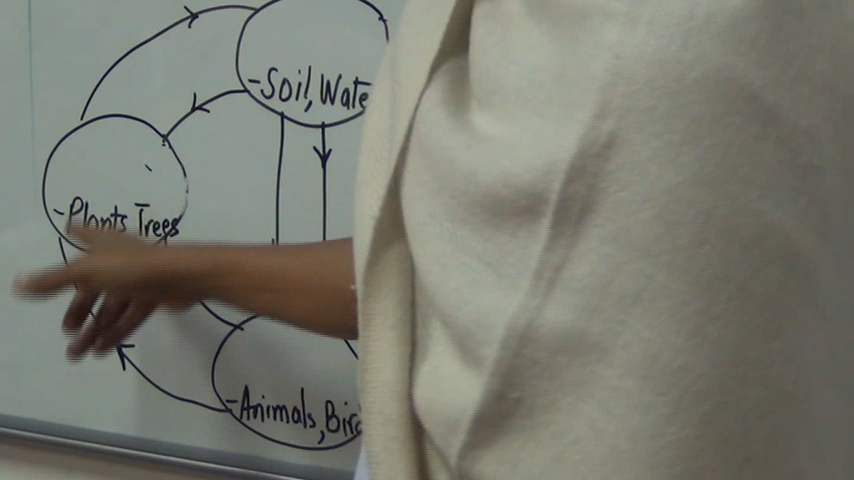 -Soil, Wate
-Plants Trees
-Animals, Bir